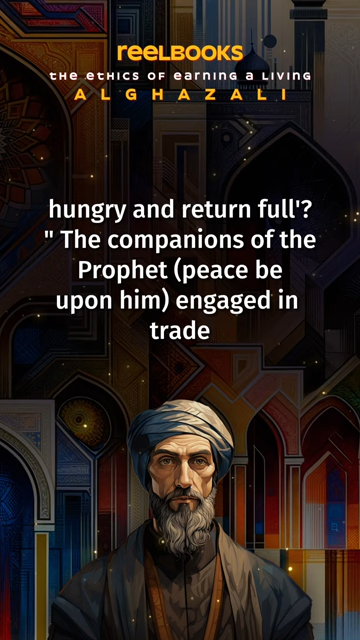 reelBOOKS
the ethics of earning a living
ALGHAZALI
hungry and return full'?
" The companions of the
Prophet (peace be
upon him) engaged in
trade